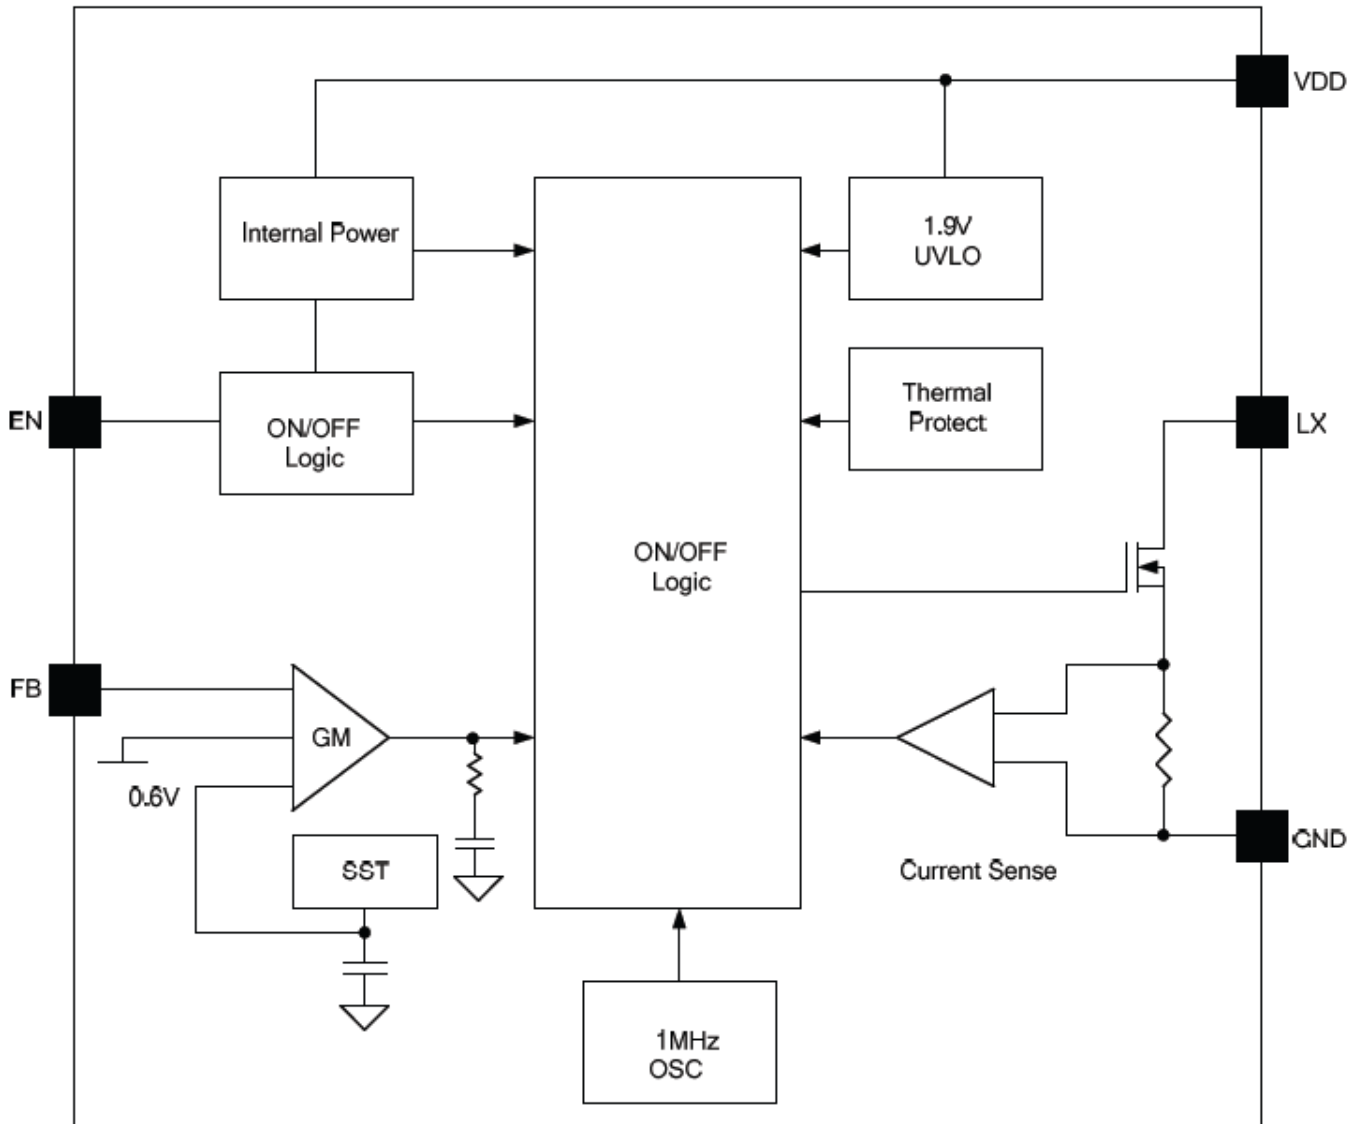 VDD
Internal Power
1.9V
UVLO
EN
ON/OFF
Logic
Thermal
Protect
LX
ON/OFF
Logic
FB
GM
0.6V
SST
Current Sense
GND
1MHz
OSC